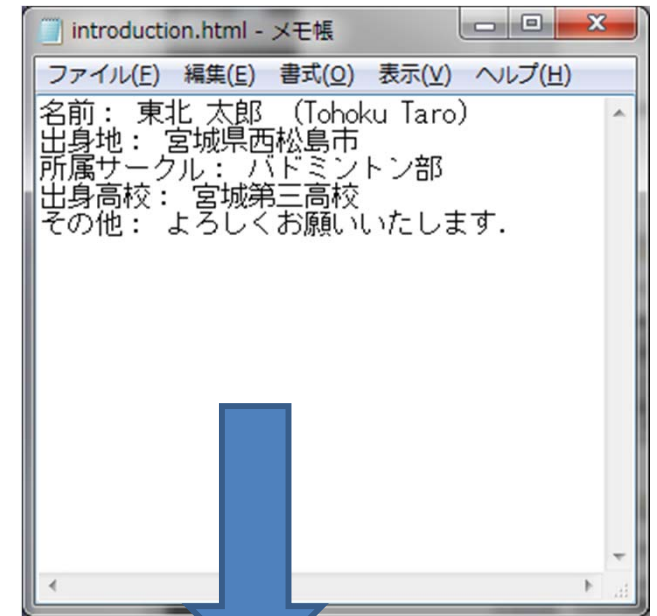 introduction.html - メモ帳
ファイル(F) 編集(E) 書式(O) 表示(V) ヘルプ(H)
名前： 東北 太郎 （Tohoku Taro）
出身地： 宮城県西松島市
所属サークル： バドミントン部
出身高校： 宮城第三高校
その他： よろしくお願いいたします．